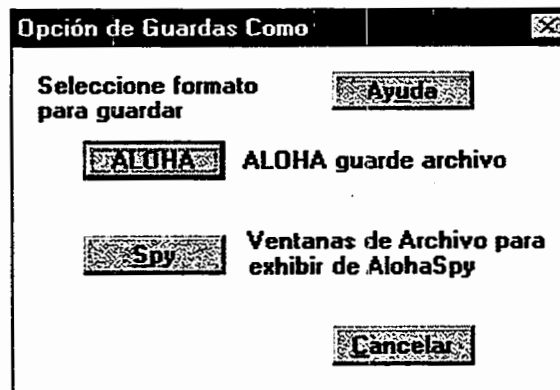 Opción de Guardas Como
Seleccione formato
para guardar
Ayuda
ALOHA
ALOHA guarde archivo
Spy
Ventanas de Archivo para
exhibir de AlohaSpy
Cancelar